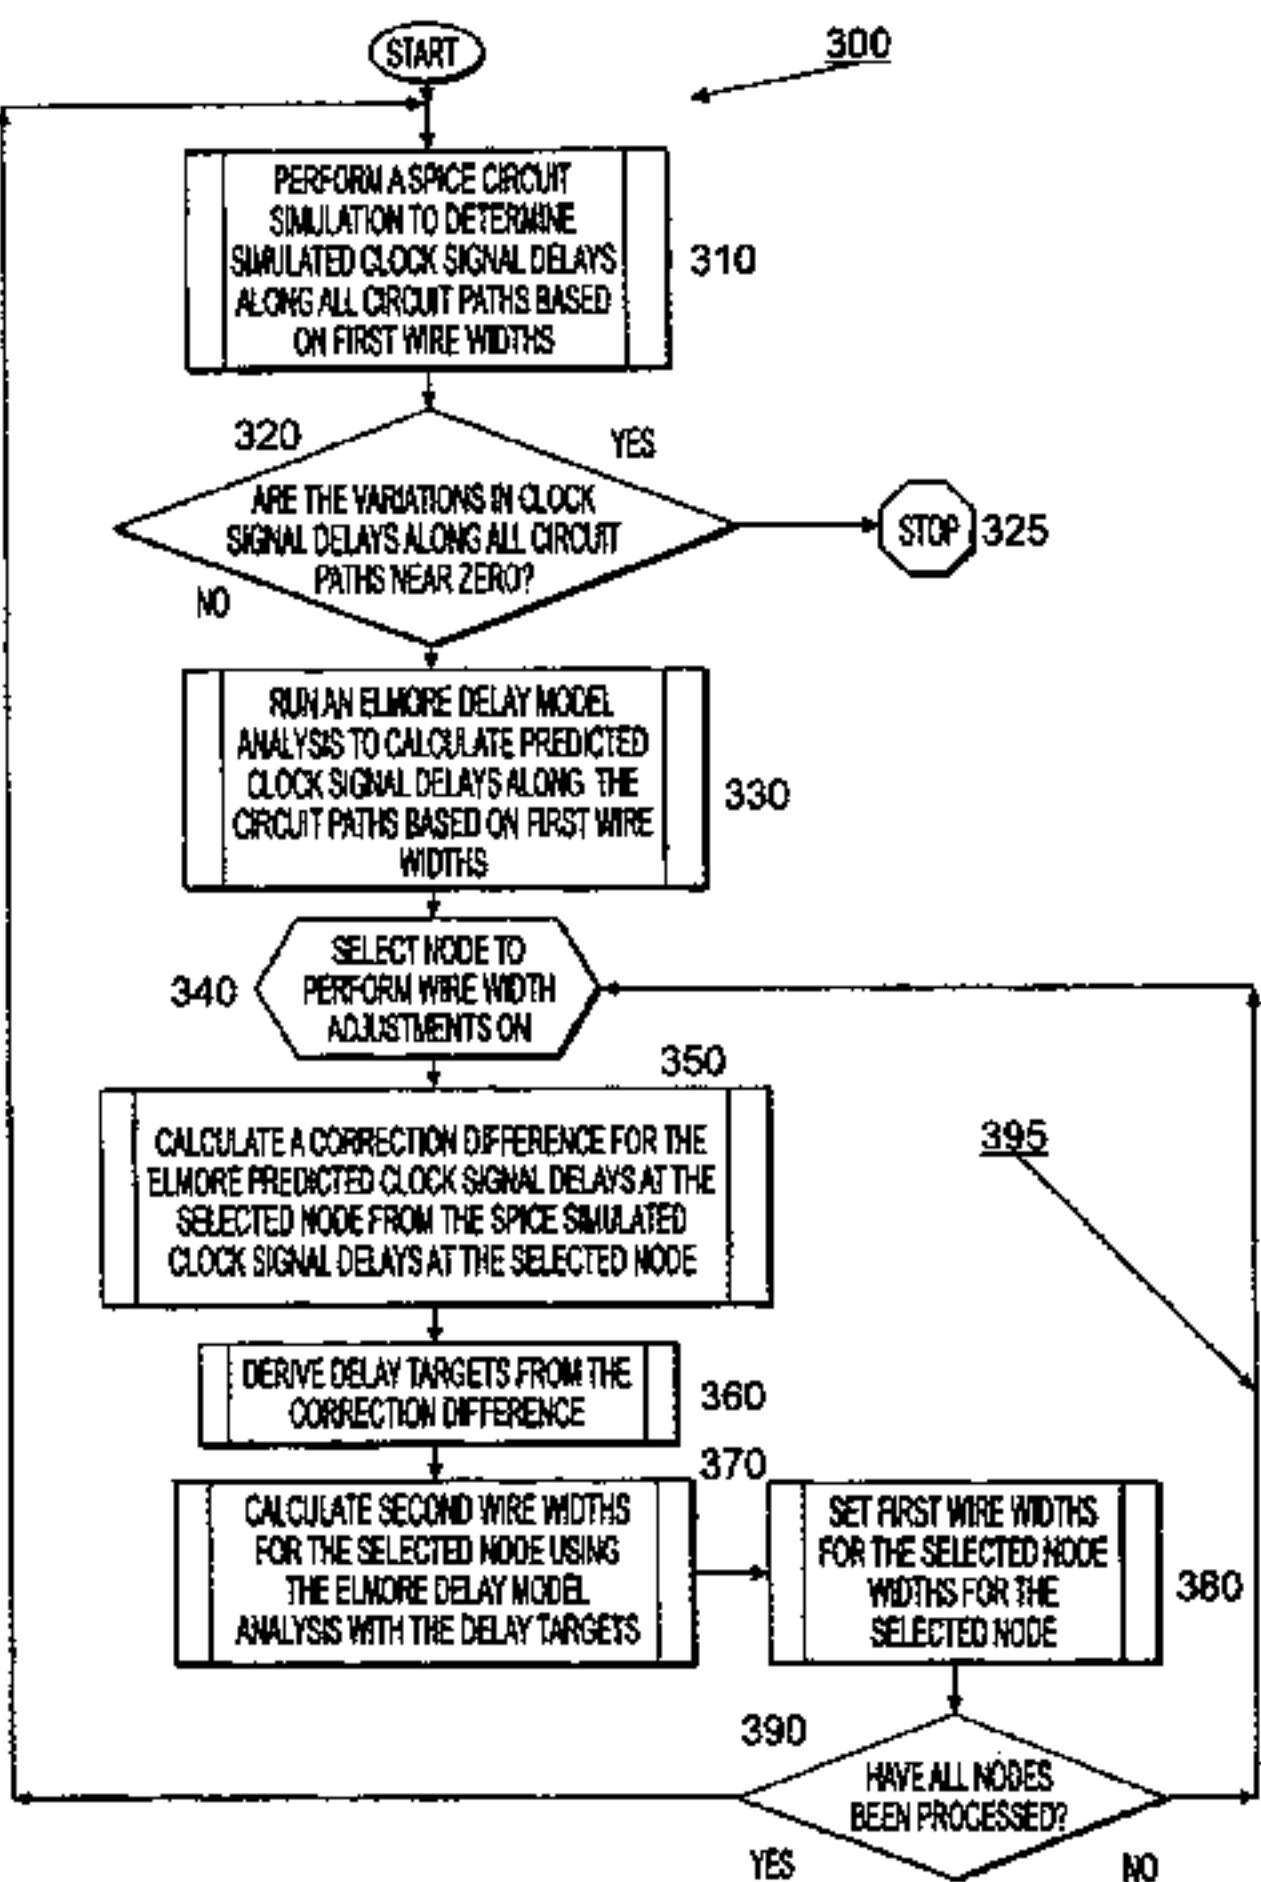 START
300
PERFORM A SPICE CIRCUIT
SIMULATION TO DETERMINE
SIMULATED CLOCK SIGNAL DELAYS
ALONG ALL CIRCUIT PATHS BASED
ON FIRST WIRE WIDTHS
310
320
YES
ARE THE VARIATIONS IN CLOCK
SIGNAL DELAYS ALONG ALL CIRCUIT
PATHS NEAR ZERO?
NO
STOP
325
RUN AN ELMORE DELAY MODEL
ANALYSIS TO CALCULATE PREDICTED
CLOCK SIGNAL DELAYS ALONG THE
CIRCUIT PATHS BASED ON FIRST WIRE
WIDTHS
330
340
SELECT NODE TO
PERFORM WIRE WIDTH
ADJUSTMENTS ON
350
CALCULATE A CORRECTION DIFFERENCE FOR THE
ELMORE PREDICTED CLOCK SIGNAL DELAYS AT THE
SELECTED NODE FROM THE SPICE SIMULATED
CLOCK SIGNAL DELAYS AT THE SELECTED NODE
395
DERIVE DELAY TARGETS FROM THE
CORRECTION DIFFERENCE
360
370
CALCULATE SECOND WIRE WIDTHS
FOR THE SELECTED NODE USING
THE ELMORE DELAY MODEL
ANALYSIS WITH THE DELAY TARGETS
SET FIRST WIRE WIDTHS
FOR THE SELECTED NODE
WIDTHS FOR THE
SELECTED NODE
380
390
HAVE ALL NODES
BEEN PROCESSED?
YES
NO